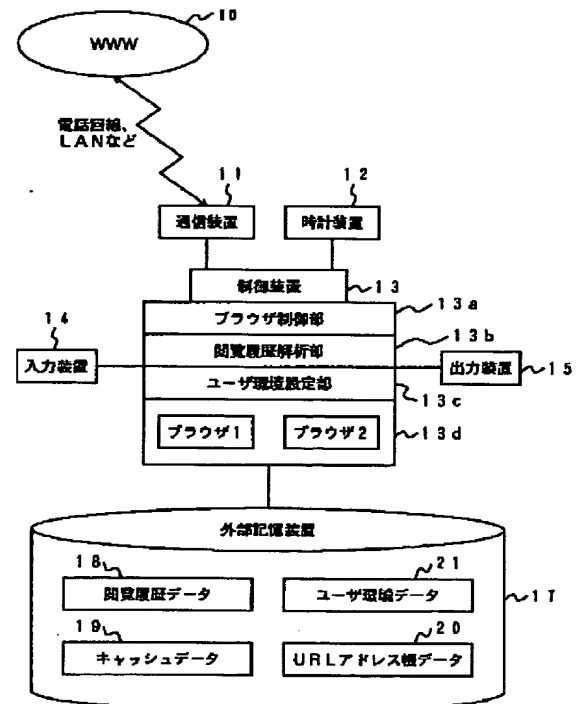 10
WWW
電話回線、
LANなど
11
12
通信装置
時計装置
制御装置
13
13a
ブラウザ制御部
14
13b
閲覧履歴解析部
入力装置
出力装置
15
ユーザ環境設定部
13c
ブラウザ1
ブラウザ2
13d
外部記憶装置
18
21
閲覧履歴データ
ユーザ環境データ
17
19
20
キャッシュデータ
URLアドレス帳データ